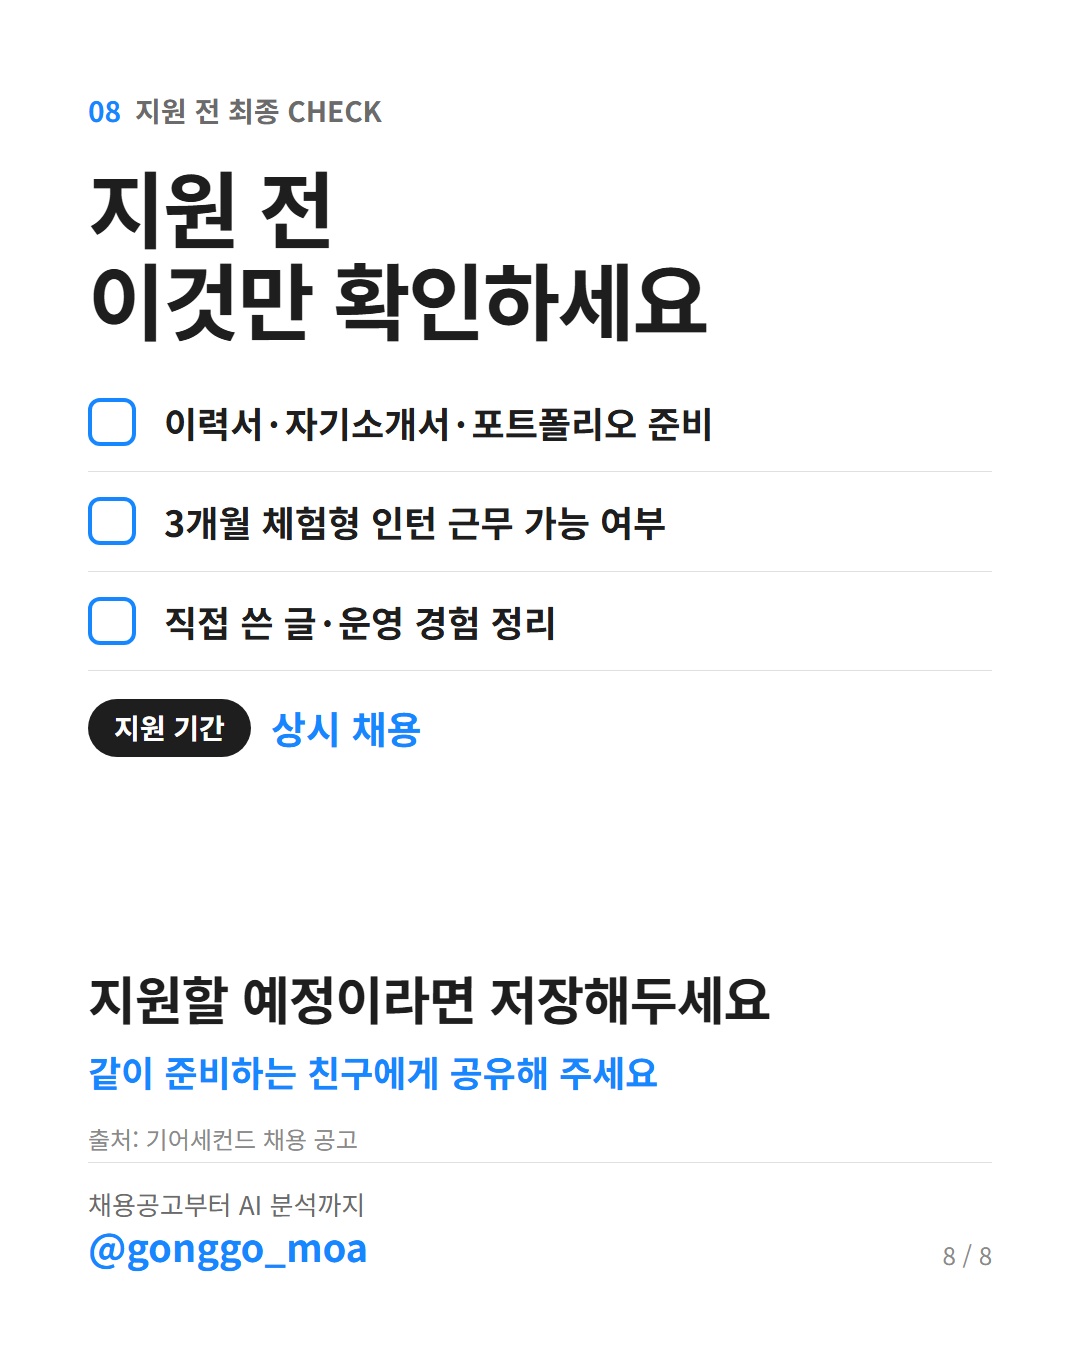 08 지원 전 최종 CHECK
지원 전
이것만 확인하세요
이력서·자기소개서·포트폴리오 준비
3개월 체험형 인턴 근무 가능 여부
직접 쓴 글·운영 경험 정리
지원 기간 상시 채용
지원할 예정이라면 저장해두세요
같이 준비하는 친구에게 공유해 주세요
출처: 기어세컨드 채용 공고
채용공고부터 AI 분석까지
@gonggo_moa
8 / 8